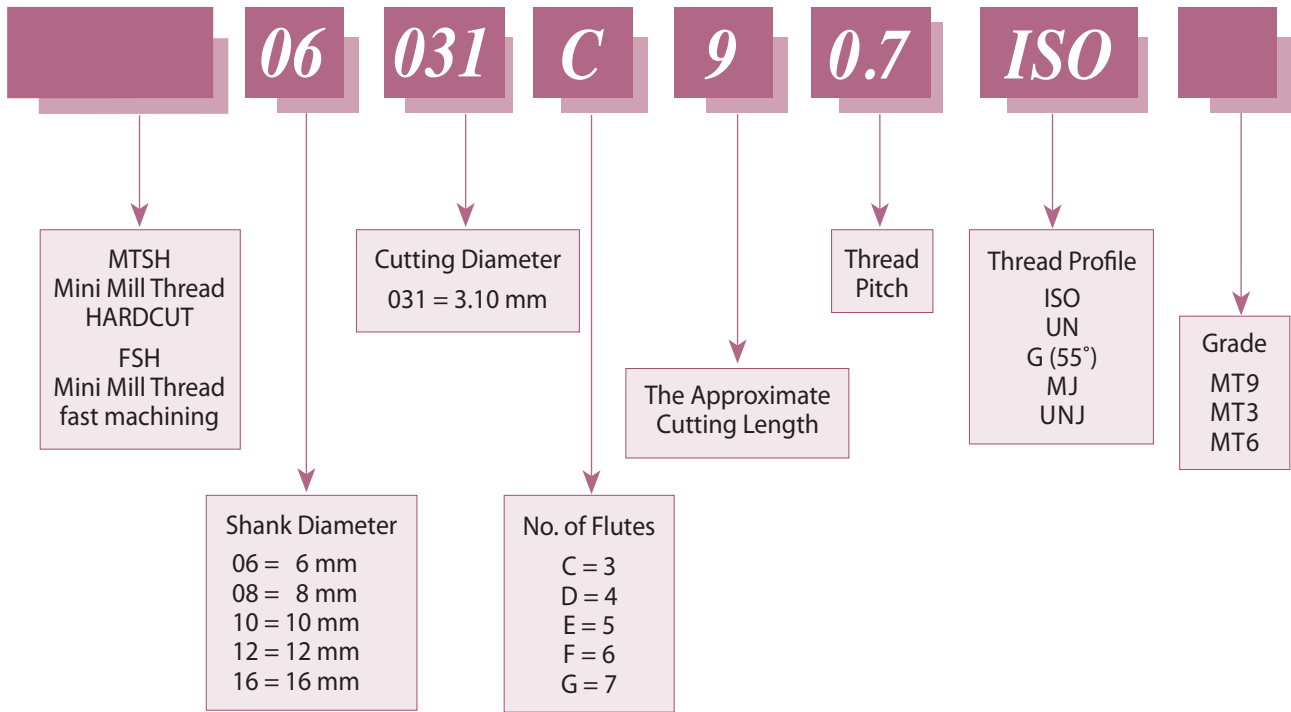 06 031 C 9 0.7 ISO
MTSH
Mini Mill Thread
HARDCUT
FSH
Mini Mill Thread
fast machining
Shank Diameter
06 = 6 mm
08 = 8 mm
10 = 10 mm
12 = 12 mm
16 = 16 mm
Cutting Diameter
031 = 3.10 mm
No. of Flutes
C = 3
D = 4
E = 5
F = 6
G = 7
The Approximate
Cutting Length
Thread
Pitch
Thread Profile
ISO
UN
G (55°)
MJ
UNJ
Grade
MT9
MT3
MT6